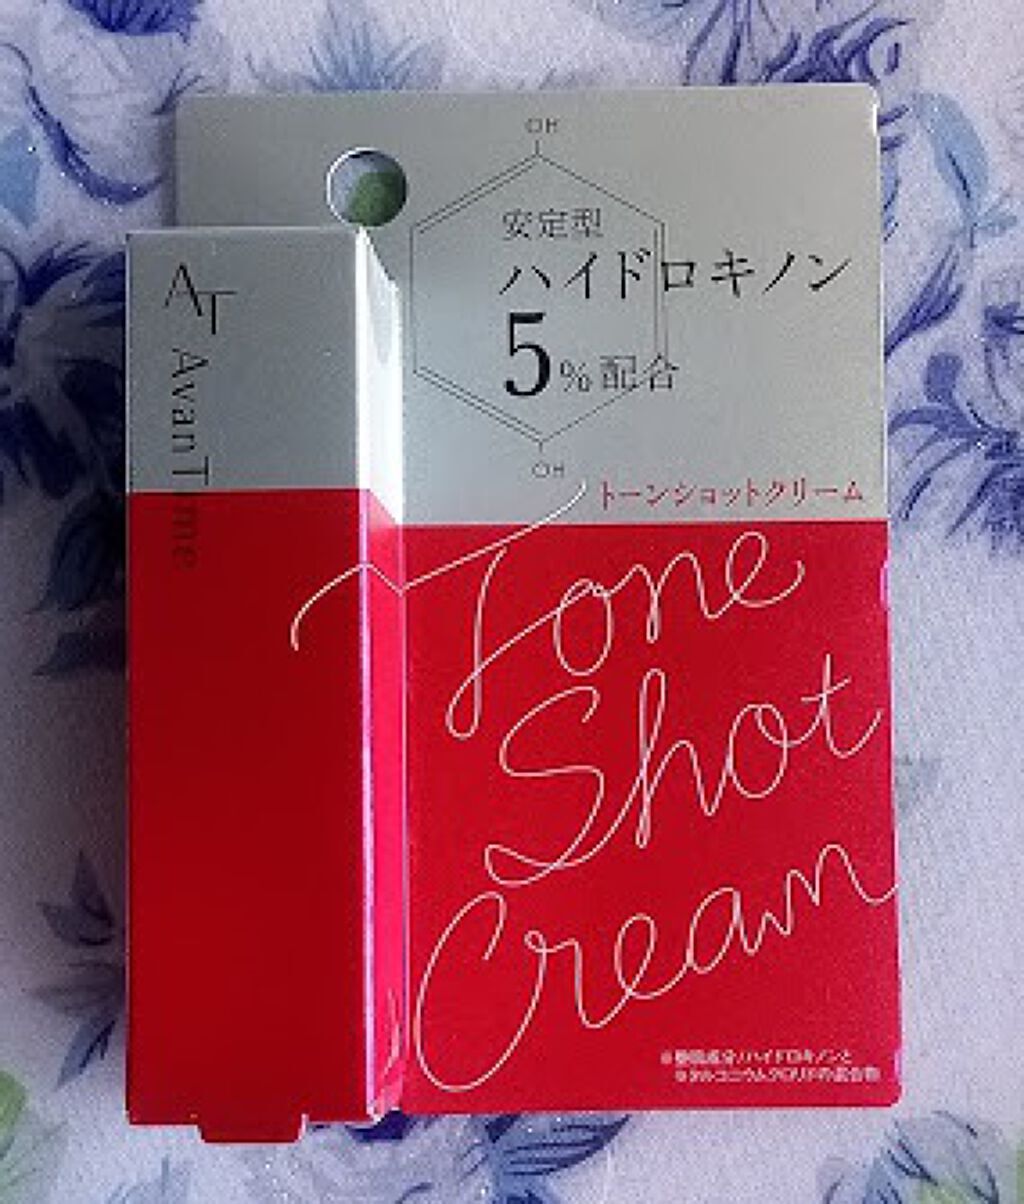 OH
安定型
ハイドロキノン
5%配合
OH
トーンショットクリーム
Tone
Shot
Cream
AT
AvanTime